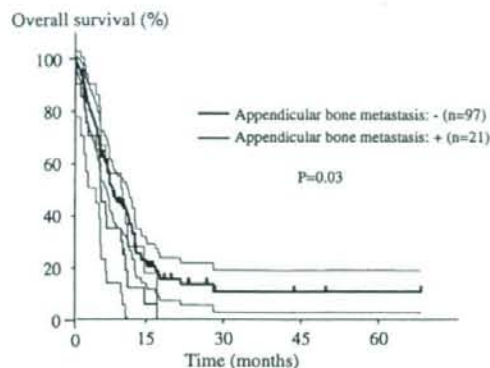 Overall survival (%)
100
80
60
40
20
0
Appendicular bone metastasis: - (n=97)
Appendicular bone metastasis: + (n=21)
P=0.03
0 15 30 45 60
Time (months)